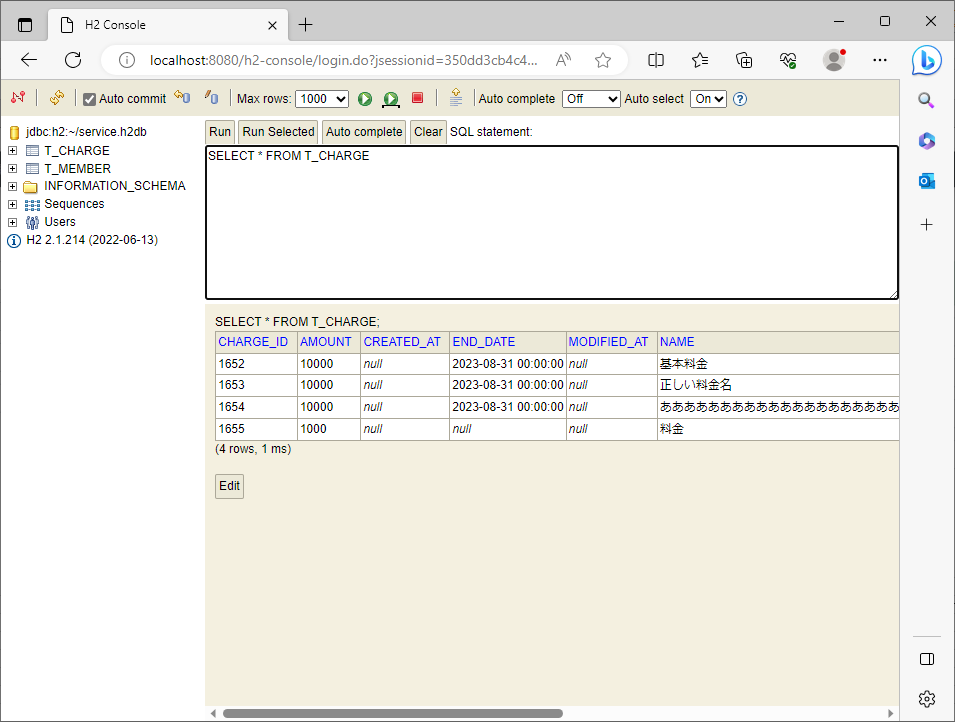 H2 Console
localhost:8080/h2-console/login.do?jsessionid=350dd3cb4c4...
Auto commit Max rows: 1000 Auto complete Off Auto select On
jdbc:h2:~/service.h2db
T_CHARGE
T_MEMBER
INFORMATION_SCHEMA
Sequences
Users
H2 2.1.214 (2022-06-13)
Run Run Selected Auto complete Clear SQL statement:
SELECT * FROM T_CHARGE
SELECT * FROM T_CHARGE;
CHARGE_ID AMOUNT CREATED_AT END_DATE MODIFIED_AT NAME
1652 10000 null 2023-08-31 00:00:00 null 基本料金
1653 10000 null 2023-08-31 00:00:00 null 正しい料金名
1654 10000 null 2023-08-31 00:00:00 null ああああああああああああああああああああ
1655 1000 null null null 料金
(4 rows, 1 ms)
Edit